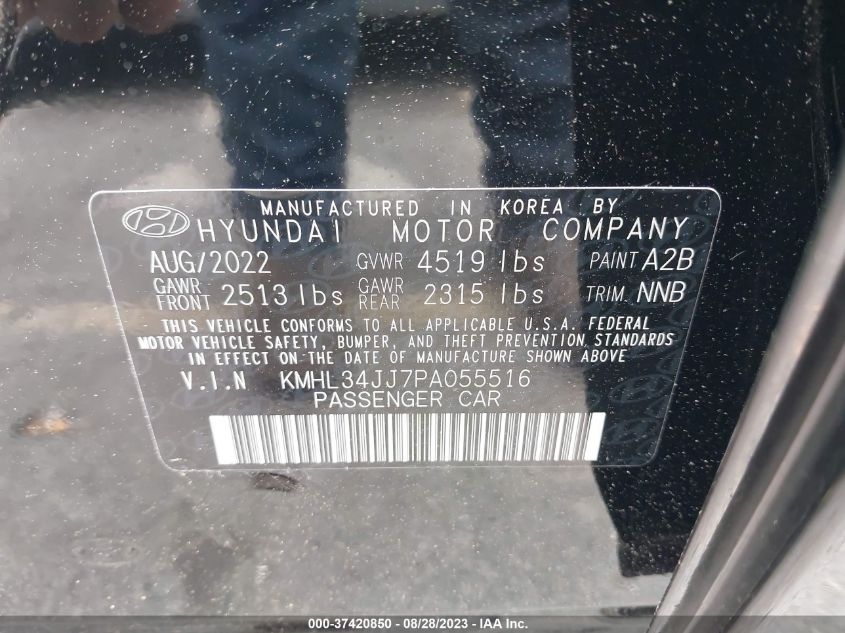 MANUFACTURED IN KOREA BY
HYUNDAI MOTOR COMPANY
AUG/2022 GVWR 4519 lbs PAINT A2B
GAWR FRONT 2513 lbs GAWR REAR 2315 lbs TRIM NNB
THIS VEHICLE CONFORMS TO ALL APPLICABLE U.S.A. FEDERAL
MOTOR VEHICLE SAFETY, BUMPER, AND THEFT PREVENTION STANDARDS
IN EFFECT ON THE DATE OF MANUFACTURE SHOWN ABOVE
V.I.N KMHL34JJ7PA055516
PASSENGER CAR
000-37420850 / 08/28/2023 - IAA Inc.